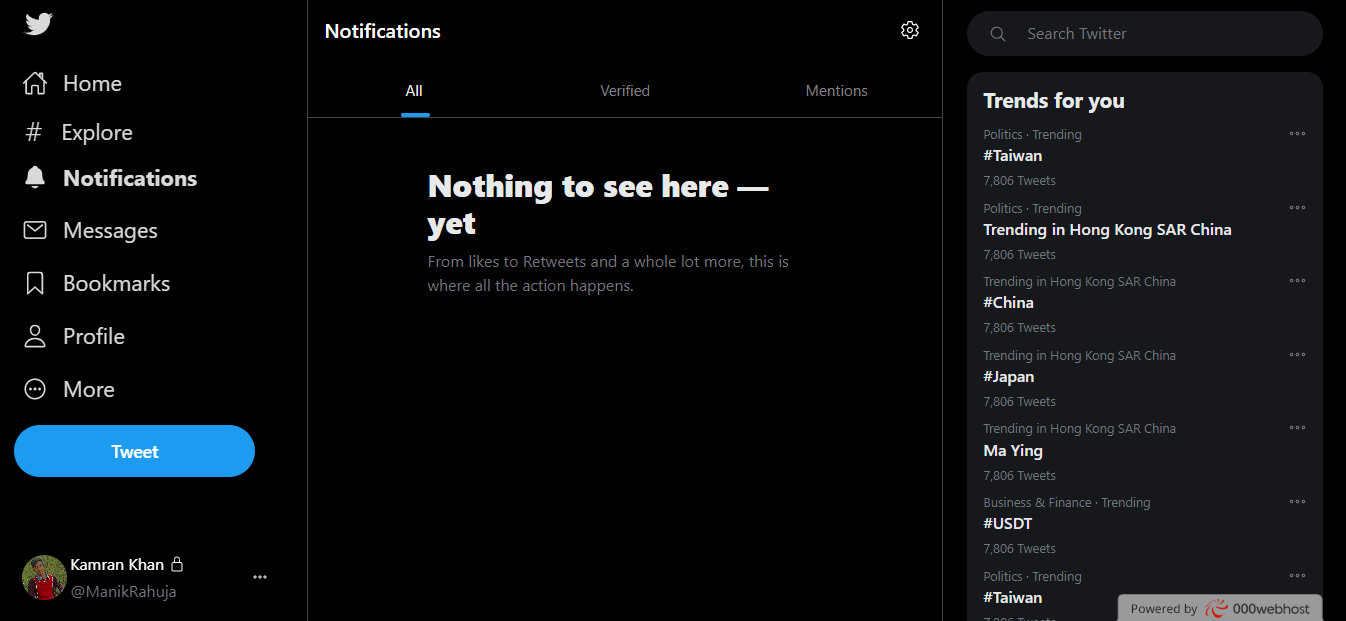 Home
# Explore
Notifications
Messages
Bookmarks
Profile
More
Tweet
Kamran Khan
@ManikRahuja
Notifications
All
Verified
Mentions
Nothing to see here —
yet
From likes to Retweets and a whole lot more, this is
where all the action happens.
Search Twitter
Trends for you
Politics · Trending
#Taiwan
7,806 Tweets
Politics · Trending
Trending in Hong Kong SAR China
7,806 Tweets
Trending in Hong Kong SAR China
#China
7,806 Tweets
Trending in Hong Kong SAR China
#Japan
7,806 Tweets
Trending in Hong Kong SAR China
Ma Ying
7,806 Tweets
Business & Finance · Trending
#USDT
7,806 Tweets
Politics · Trending
#Taiwan
Powered by 000webhost